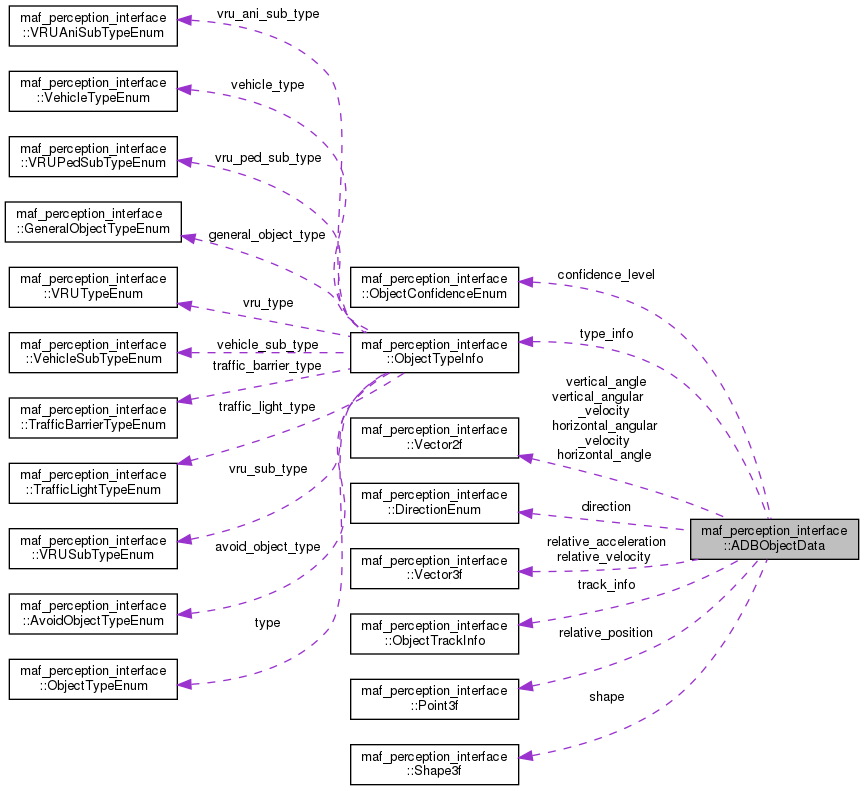 maf_perception_interface
::VRUAniSubTypeEnum
vru_ani_sub_type
maf_perception_interface
::VehicleTypeEnum
vehicle_type
maf_perception_interface
::VRUPedSubTypeEnum
vru_ped_sub_type
maf_perception_interface
::GeneralObjectTypeEnum
general_object_type
maf_perception_interface
::VRUTypeEnum
vru_type
maf_perception_interface
::VehicleSubTypeEnum
vehicle_sub_type
maf_perception_interface
::TrafficBarrierTypeEnum
traffic_barrier_type
maf_perception_interface
::TrafficLightTypeEnum
traffic_light_type
maf_perception_interface
::VRUSubTypeEnum
vru_sub_type
maf_perception_interface
::AvoidObjectTypeEnum
avoid_object_type
maf_perception_interface
::ObjectTypeEnum
type
maf_perception_interface
::ObjectConfidenceEnum
confidence_level
maf_perception_interface
::ObjectTypeInfo
type_info
maf_perception_interface
::Vector2f
vertical_angle
vertical_angular
_velocity
horizontal_angular
_velocity
horizontal_angle
maf_perception_interface
::DirectionEnum
direction
maf_perception_interface
::Vector3f
relative_acceleration
relative_velocity
maf_perception_interface
::ObjectTrackInfo
track_info
maf_perception_interface
::Point3f
relative_position
maf_perception_interface
::Shape3f
shape
maf_perception_interface
::ADBObjectData